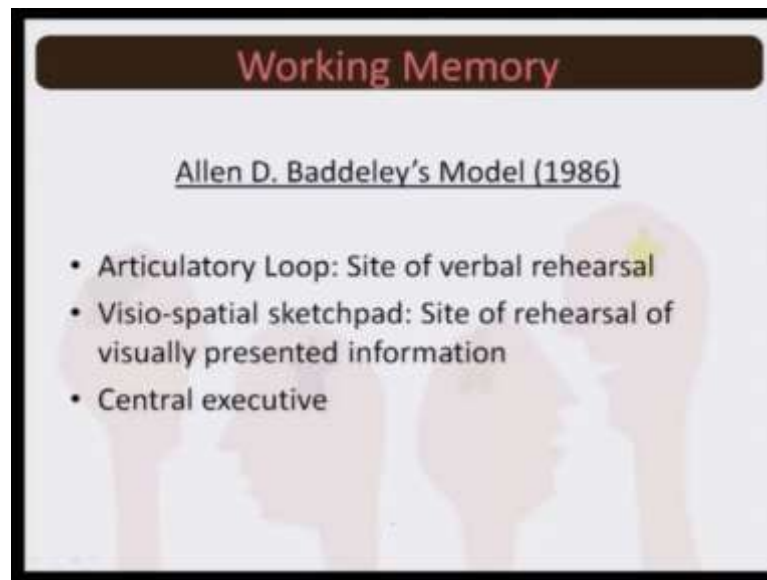 Working Memory
Allen D. Baddeley's Model (1986)
• Articulatory Loop: Site of verbal rehearsal
• Visio-spatial sketchpad: Site of rehearsal of
visually presented information
• Central executive